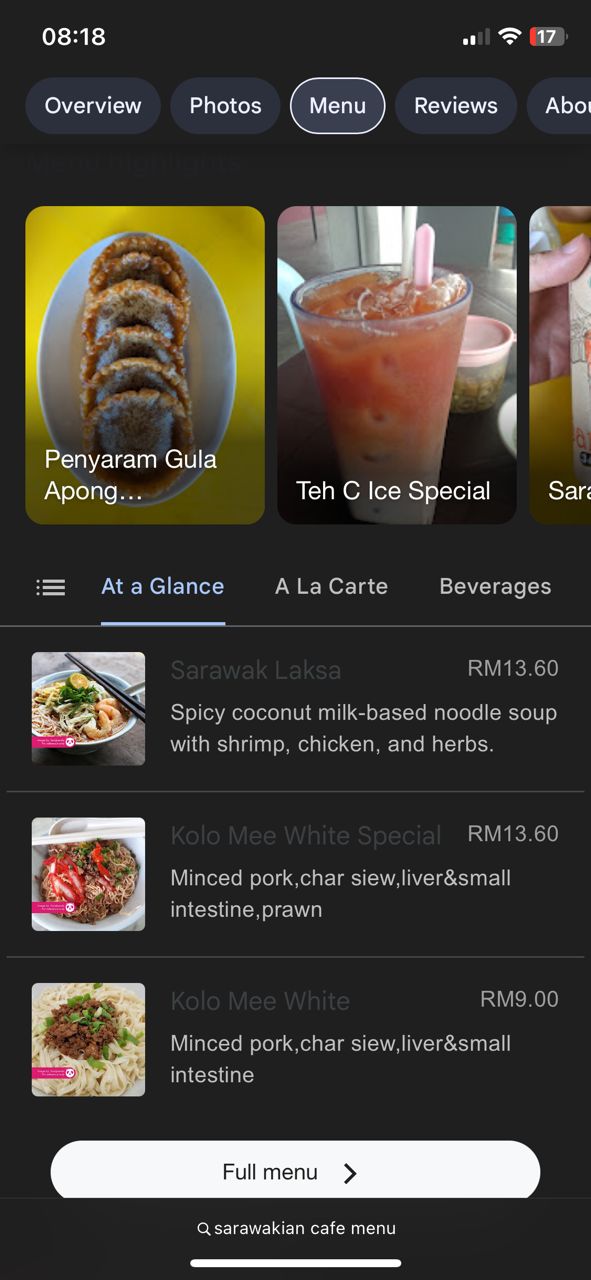 08:18
17
Overview
Photos
Menu
Reviews
Abou
Menu highlights
Penyaram Gula
Apong...
Teh C Ice Special
Sara
At a Glance
A La Carte
Beverages
Sarawak Laksa
RM13.60
Spicy coconut milk-based noodle soup
with shrimp, chicken, and herbs.
Kolo Mee White Special
RM13.60
Minced pork,char siew,liver&small
intestine,prawn
Kolo Mee White
RM9.00
Minced pork,char siew,liver&small
intestine
Full menu
sarawakian cafe menu